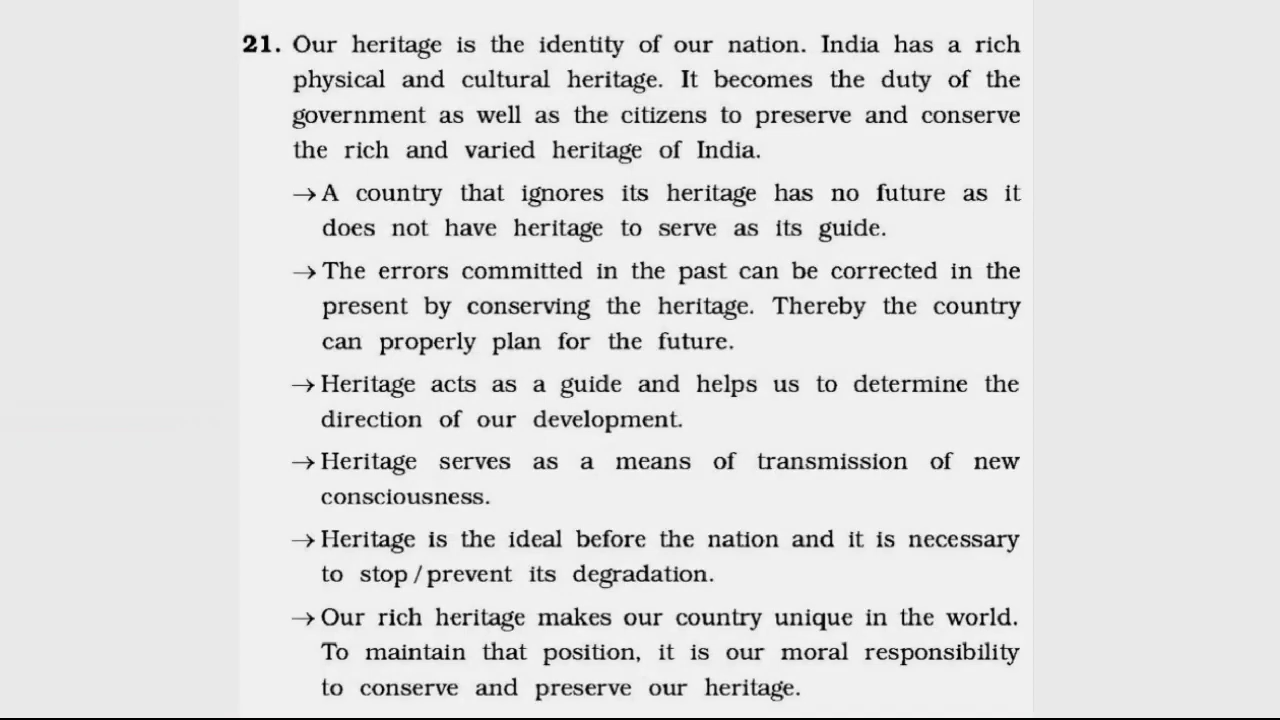 21. Our heritage is the identity of our nation. India has a rich
physical and cultural heritage. It becomes the duty of the
government as well as the citizens to preserve and conserve
the rich and varied heritage of India.
→ A country that ignores its heritage has no future as it
does not have heritage to serve as its guide.
→ The errors committed in the past can be corrected in the
present by conserving the heritage. Thereby the country
can properly plan for the future.
→ Heritage acts as a guide and helps us to determine the
direction of our development.
→ Heritage serves as a means of transmission of new
consciousness.
→ Heritage is the ideal before the nation and it is necessary
to stop / prevent its degradation.
→ Our rich heritage makes our country unique in the world.
To maintain that position, it is our moral responsibility
to conserve and preserve our heritage.